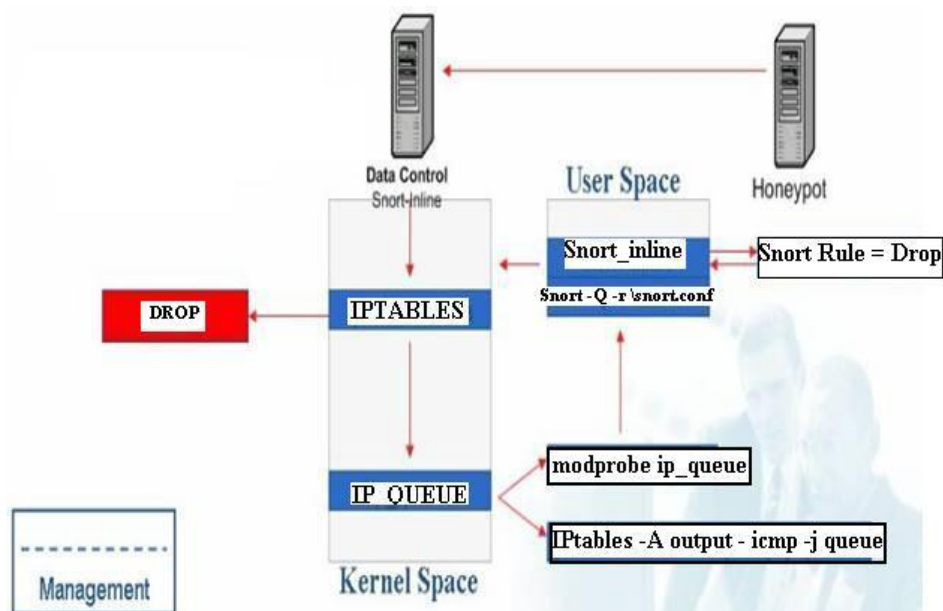 Data Control
Snort-Inline
Honeypot
User Space
Snort_inline
Snort Rule = Drop
Snort -Q -r \snort.conf
DROP
IPTABLES
modprobe ip_queue
IP_QUEUE
IPtables -A output - icmp -j queue
Management
Kernel Space